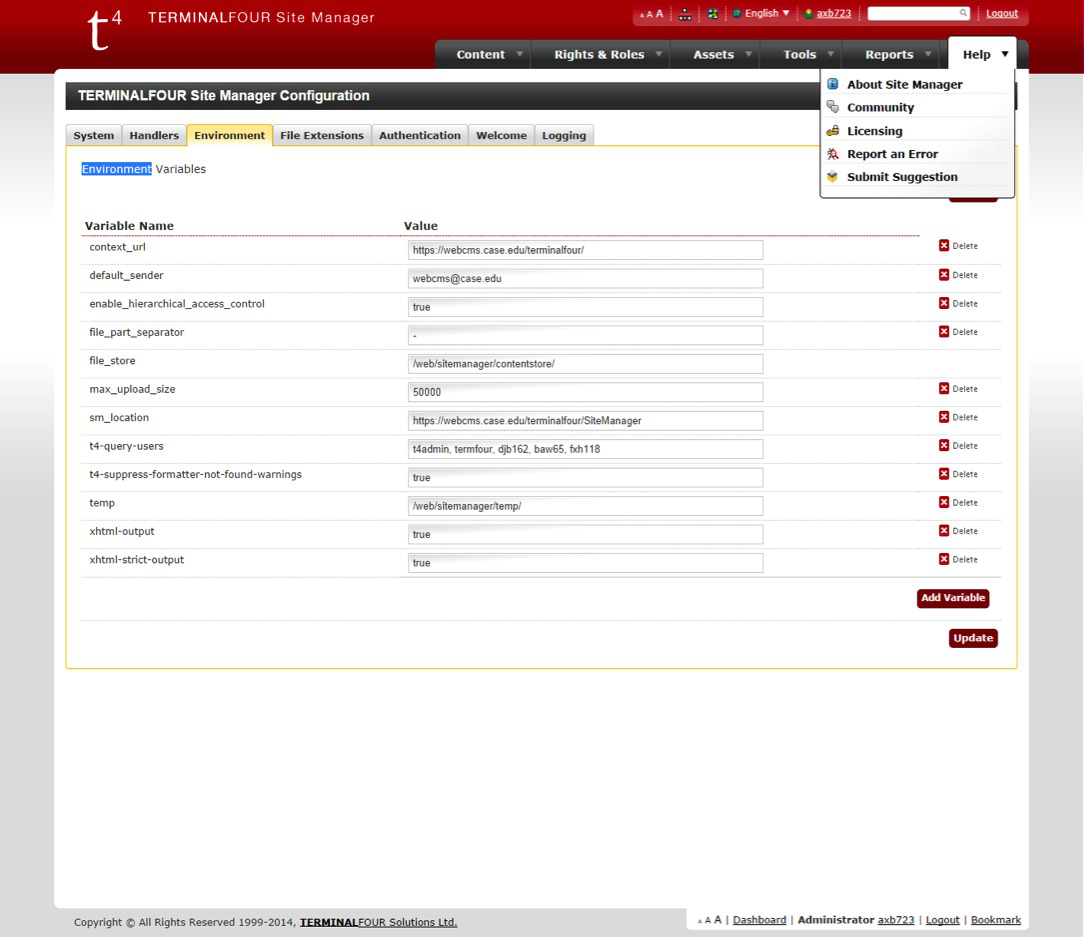 t4 TERMINALFOUR Site Manager
A A A English ▼ axb723 Logout
Content ▼ Rights & Roles ▼ Assets ▼ Tools ▼ Reports ▼ Help ▼
About Site Manager
Community
Licensing
Report an Error
Submit Suggestion
TERMINALFOUR Site Manager Configuration
System Handlers Environment File Extensions Authentication Welcome Logging
Environment Variables
Variable Name Value
context_url https://webcms.case.edu/terminalfour/ Delete
default_sender webcms@case.edu Delete
enable_hierarchical_access_control true Delete
file_part_separator - Delete
file_store /web/sitemanager/contentstore/
max_upload_size 50000 Delete
sm_location https://webcms.case.edu/terminalfour/SiteManager Delete
t4-query-users t4admin, termfour, djb162, baw65, fxh118 Delete
t4-suppress-formatter-not-found-warnings true Delete
temp /web/sitemanager/temp/ Delete
xhtml-output true Delete
xhtml-strict-output true Delete
Add Variable
Update
Copyright © All Rights Reserved 1999-2014, TERMINALFOUR Solutions Ltd.
A A A | Dashboard | Administrator axb723 | Logout | Bookmark